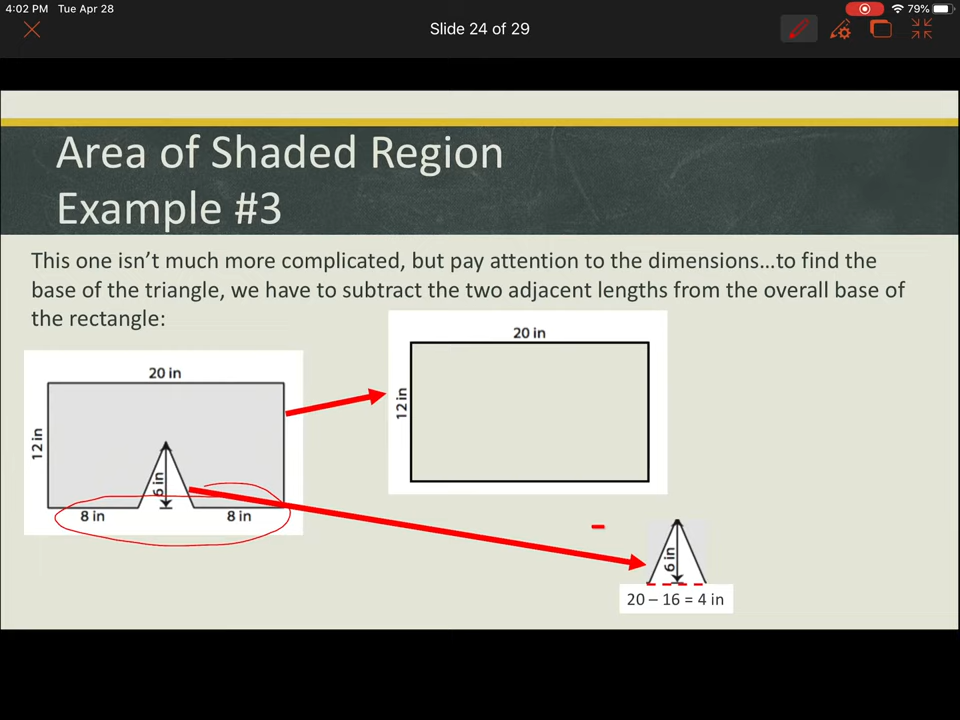 4:02 PM Tue Apr 28
79%
Slide 24 of 29
Area of Shaded Region
Example #3
This one isn’t much more complicated, but pay attention to the dimensions…to find the
base of the triangle, we have to subtract the two adjacent lengths from the overall base of
the rectangle:
20 in
12 in
6 in
8 in
8 in
20 in
12 in
-
6 in
20 – 16 = 4 in